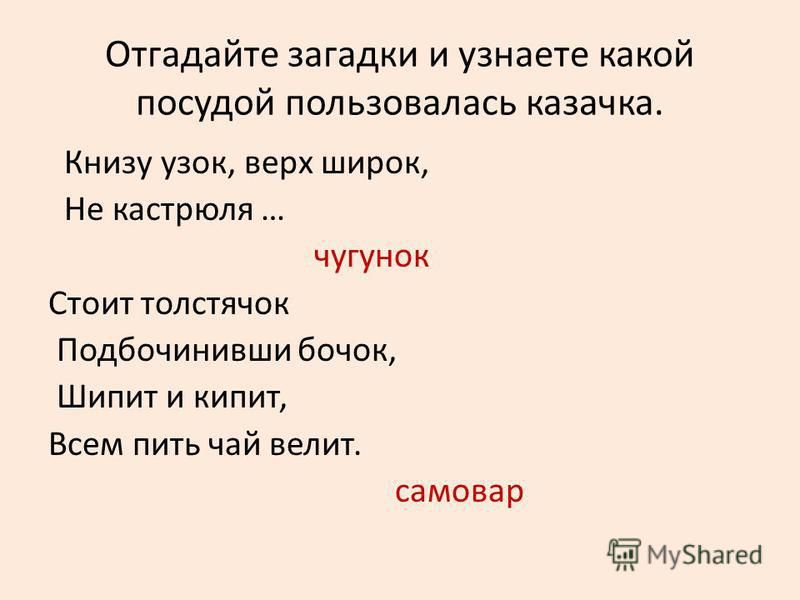 Отгадайте загадки и узнаете какой
посудой пользовалась казачка.
Книзу узок, верх широк,
Не кастрюля …
чугунок
Стоит толстячок
Подбочинивши бочок,
Шипит и кипит,
Всем пить чай велит.
самовар
MyShared